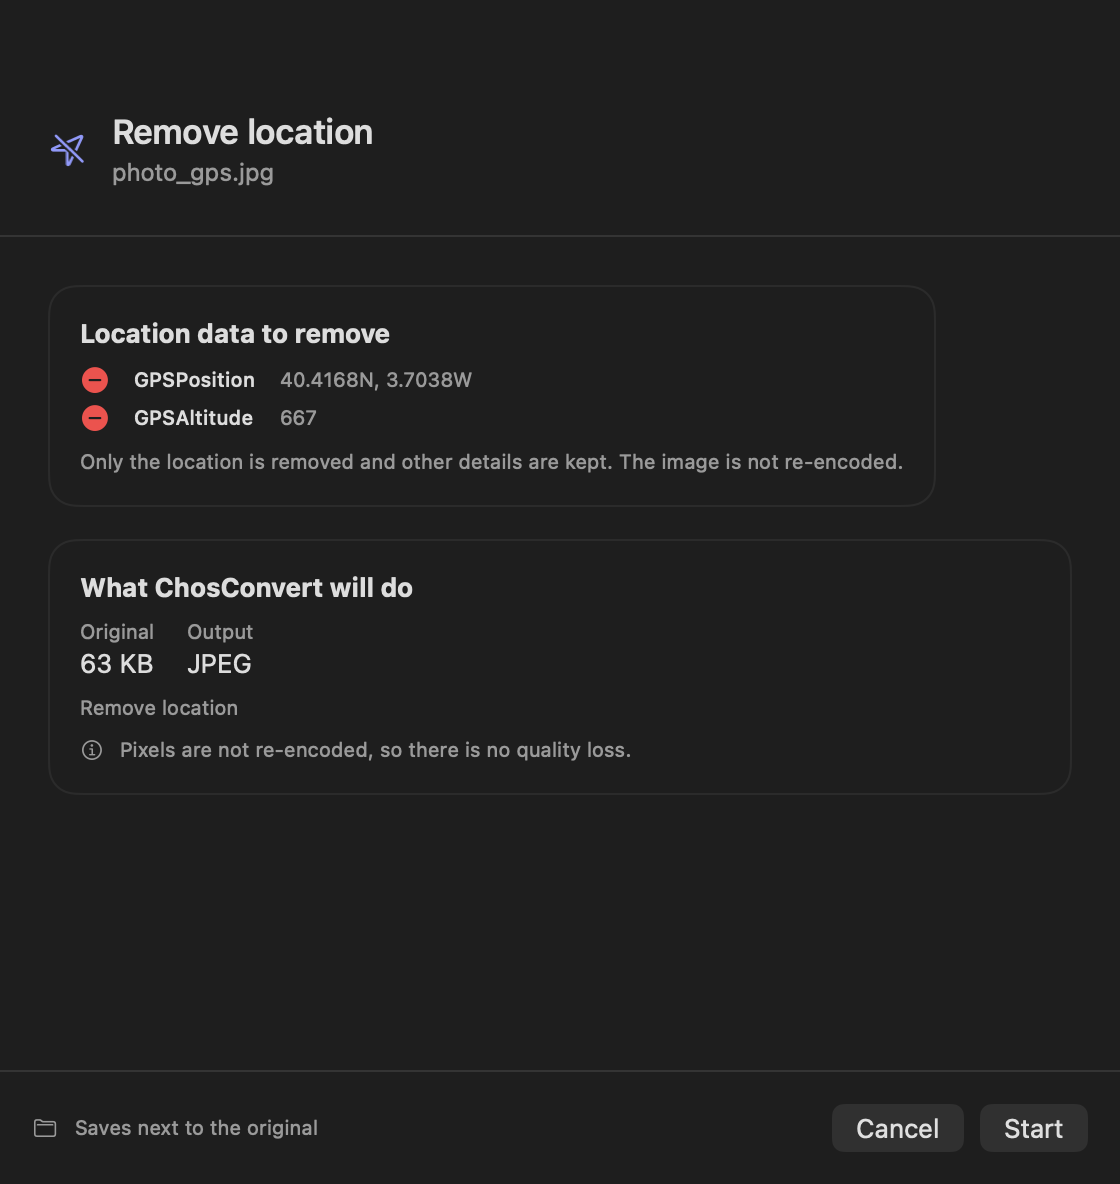 Remove location
photo_gps.jpg
Location data to remove
GPSPosition 40.4168N, 3.7038W
GPSAltitude 667
Only the location is removed and other details are kept. The image is not re-encoded.
What ChosConvert will do
Original Output
63 KB JPEG
Remove location
Pixels are not re-encoded, so there is no quality loss.
Saves next to the original
Cancel Start